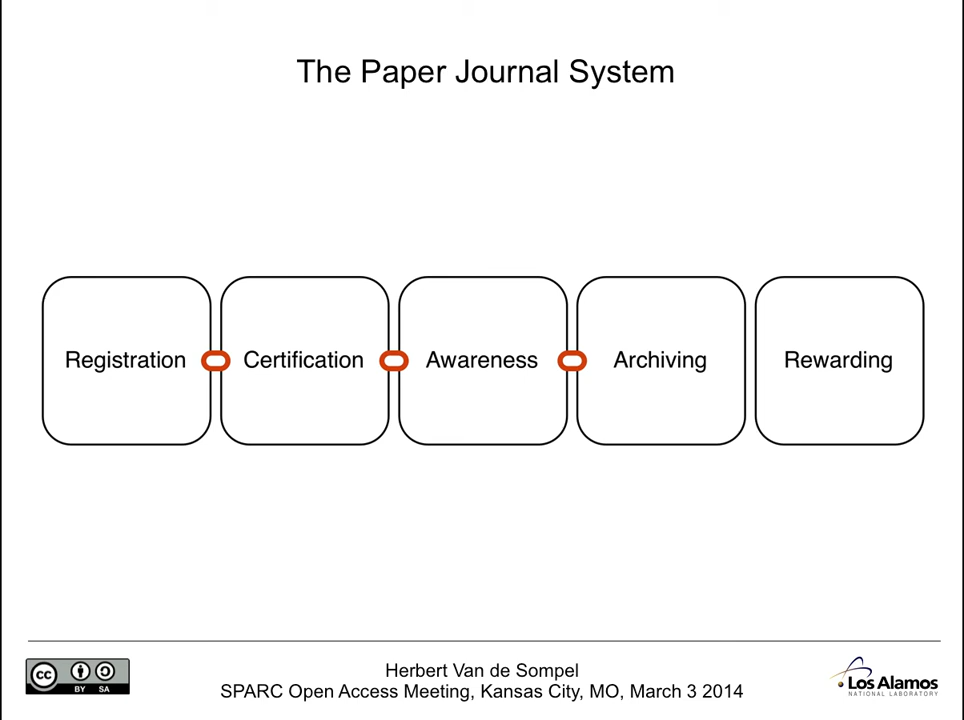 The Paper Journal System
Registration
Certification
Awareness
Archiving
Rewarding
cc
BY SA
Herbert Van de Sompel
SPARC Open Access Meeting, Kansas City, MO, March 3 2014
Los Alamos
NATIONAL LABORATORY